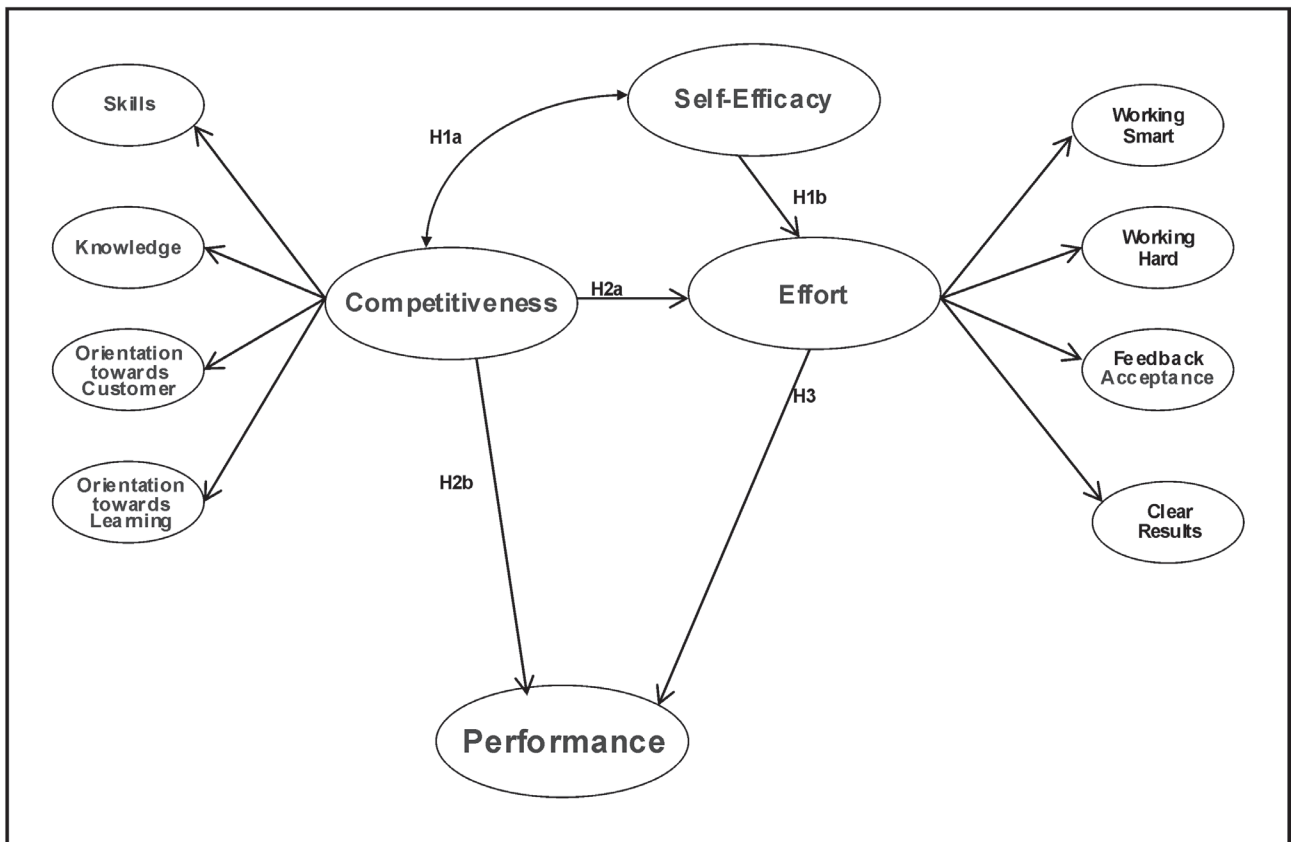 Skills
Self-Efficacy
Working
Smart
H1a
H1b
Knowledge
Working
Hard
Competitiveness
H2a
Effort
Orientation
towards
Customer
Feedback
Acceptance
H3
H2b
Orientation
towards
Learning
Clear
Results
Performance